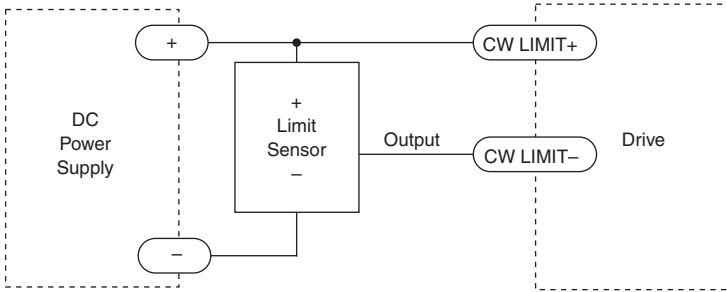 +
CW LIMIT+
+
Limit
Sensor
–
DC
Power
Supply
Output
CW LIMIT–
Drive
–